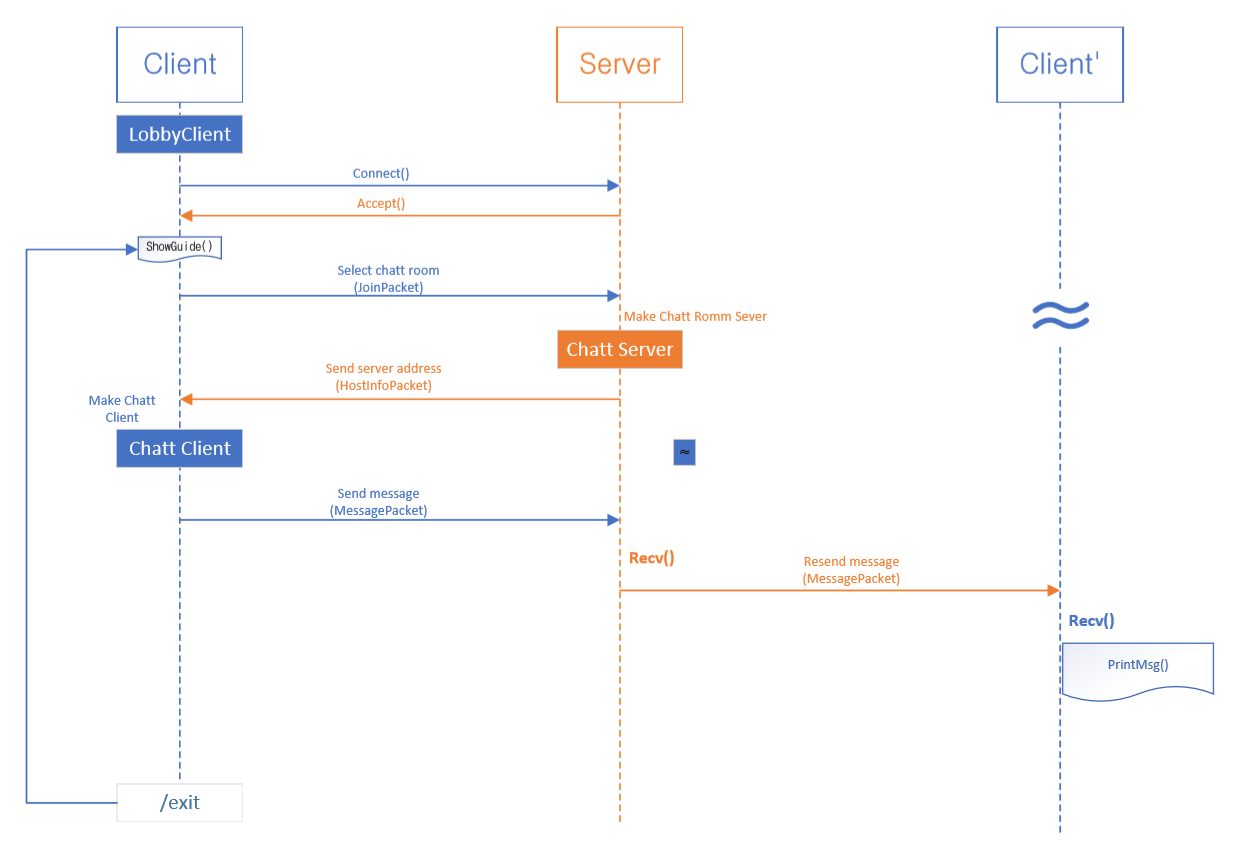 Client
Server
Client'
LobbyClient
Connect()
Accept()
ShowGuide()
Select chatt room
(JoinPacket)
Make Chatt Romm Sever
Chatt Server
Send server address
(HostInfoPacket)
Make Chatt
Client
Chatt Client
≈
Send message
(MessagePacket)
Recv()
Resend message
(MessagePacket)
Recv()
PrintMsg()
/exit